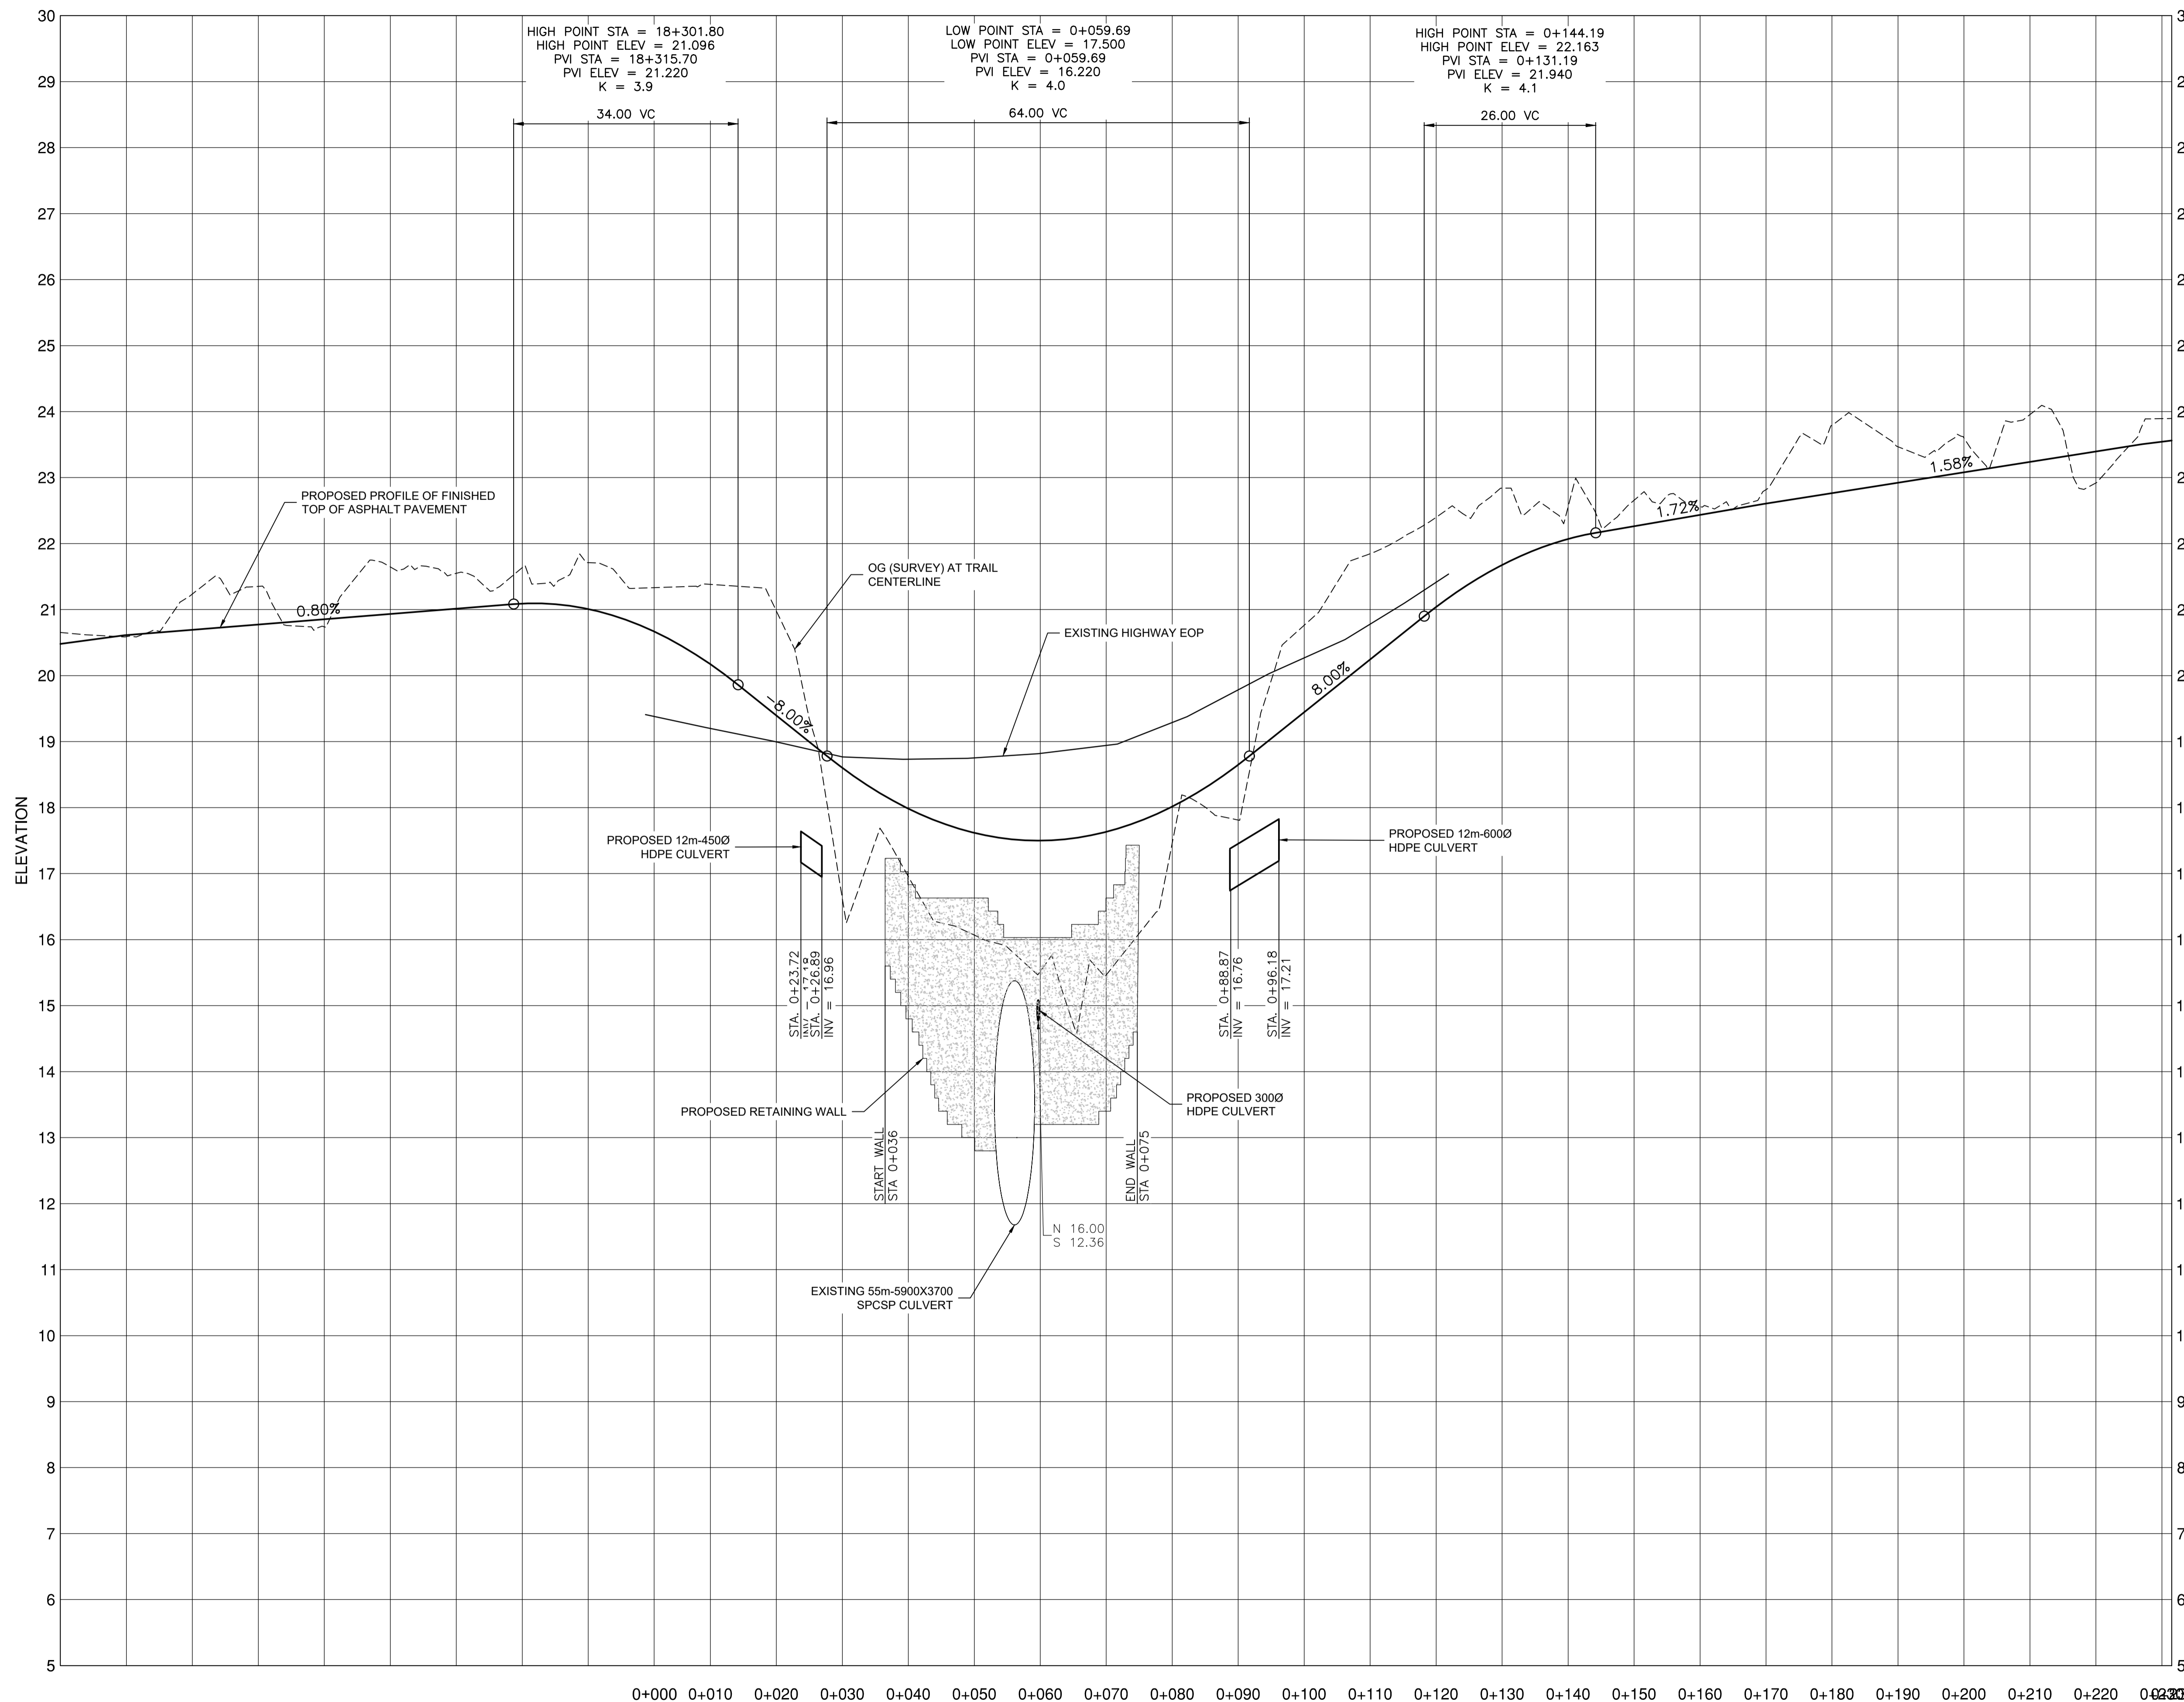 HIGH POINT STA = 18+301.80
HIGH POINT ELEV = 21.096
PVI STA = 18+315.70
PVI ELEV = 21.220
K = 3.9
34.00 VC
LOW POINT STA = 0+059.69
LOW POINT ELEV = 17.500
PVI STA = 0+059.69
PVI ELEV = 16.220
K = 4.0
64.00 VC
HIGH POINT STA = 0+144.19
HIGH POINT ELEV = 22.163
PVI STA = 0+131.19
PVI ELEV = 21.940
K = 4.1
26.00 VC
30
29
28
27
26
25
24
23
22
21
20
19
18
17
16
15
14
13
12
11
10
9
8
7
6
5
ELEVATION
PROPOSED PROFILE OF FINISHED
TOP OF ASPHALT PAVEMENT
0.80%
OG (SURVEY) AT TRAIL
CENTERLINE
EXISTING HIGHWAY EOP
-8.00%
8.00%
1.72%
1.58%
PROPOSED 12m-450Ø
HDPE CULVERT
PROPOSED 12m-600Ø
HDPE CULVERT
STA. 0+23.72
STA. 0+26.89
INV = 16.96
STA. 0+88.87
INV = 16.76
STA. 0+96.18
INV = 17.21
PROPOSED RETAINING WALL
PROPOSED 300Ø
HDPE CULVERT
START WALL
STA 0+036
END WALL
STA 0+075
N 16.00
S 12.36
EXISTING 55m-5900X3700
SPCSP CULVERT
9
8
7
6
5
0+000 0+010 0+020 0+030 0+040 0+050 0+060 0+070 0+080 0+090 0+100 0+110 0+120 0+130 0+140 0+150 0+160 0+170 0+180 0+190 0+200 0+210 0+220